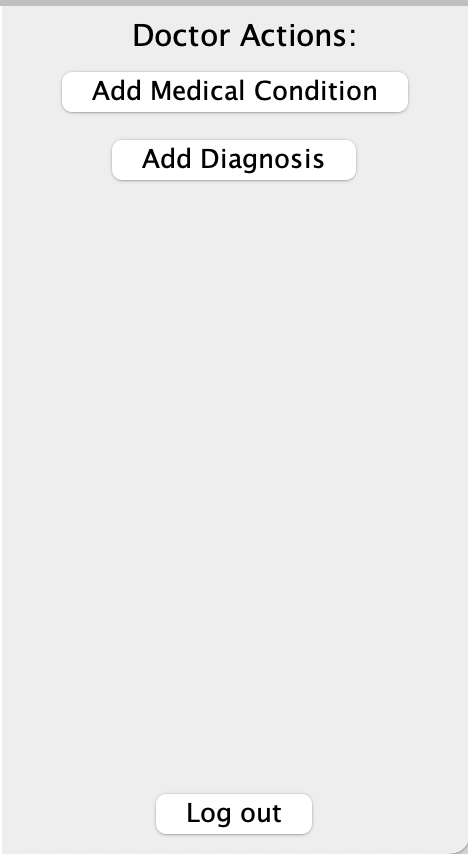 Doctor Actions:
Add Medical Condition
Add Diagnosis
Log out